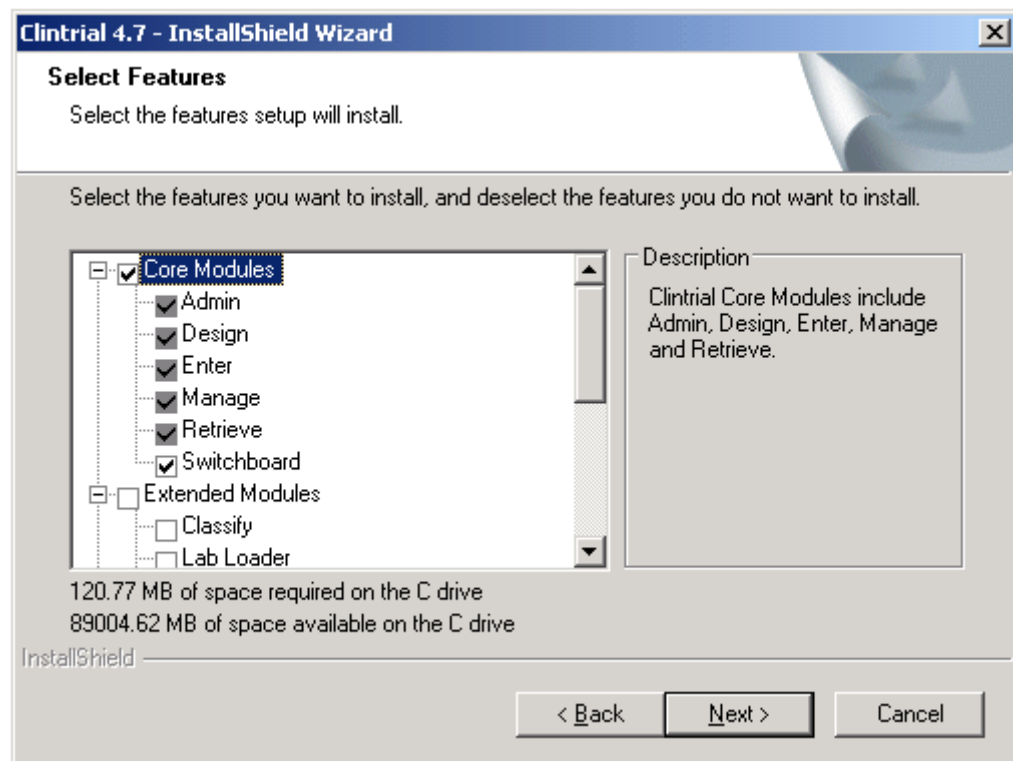 Clintrial 4.7 - InstallShield Wizard
Select Features
Select the features setup will install.
Select the features you want to install, and deselect the features you do not want to install.
Core Modules
Admin
Design
Enter
Manage
Retrieve
Switchboard
Extended Modules
Classify
Lab Loader
Description
Clintrial Core Modules include
Admin, Design, Enter, Manage
and Retrieve.
120.77 MB of space required on the C drive
89004.62 MB of space available on the C drive
InstallShield
< Back
Next >
Cancel